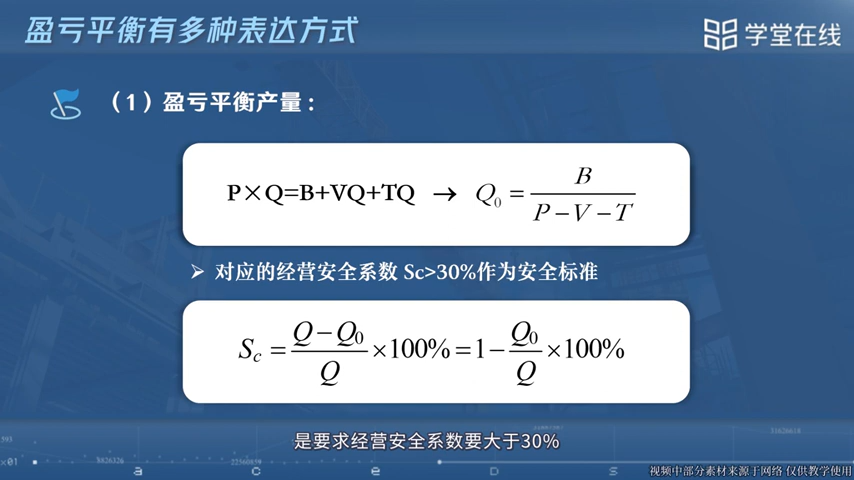 盈亏平衡有多种表达方式
学堂在线
（1）盈亏平衡产量：
P×Q=B+VQ+TQ → Q₀ = B / (P−V−T)
➢ 对应的经营安全系数 Sc>30%作为安全标准
S_c = (Q−Q₀)/Q ×100% = 1− Q₀/Q ×100%
是要求经营安全系数要大于30%
a c e D S
视频中部分素材来源于网络 仅供教学使用